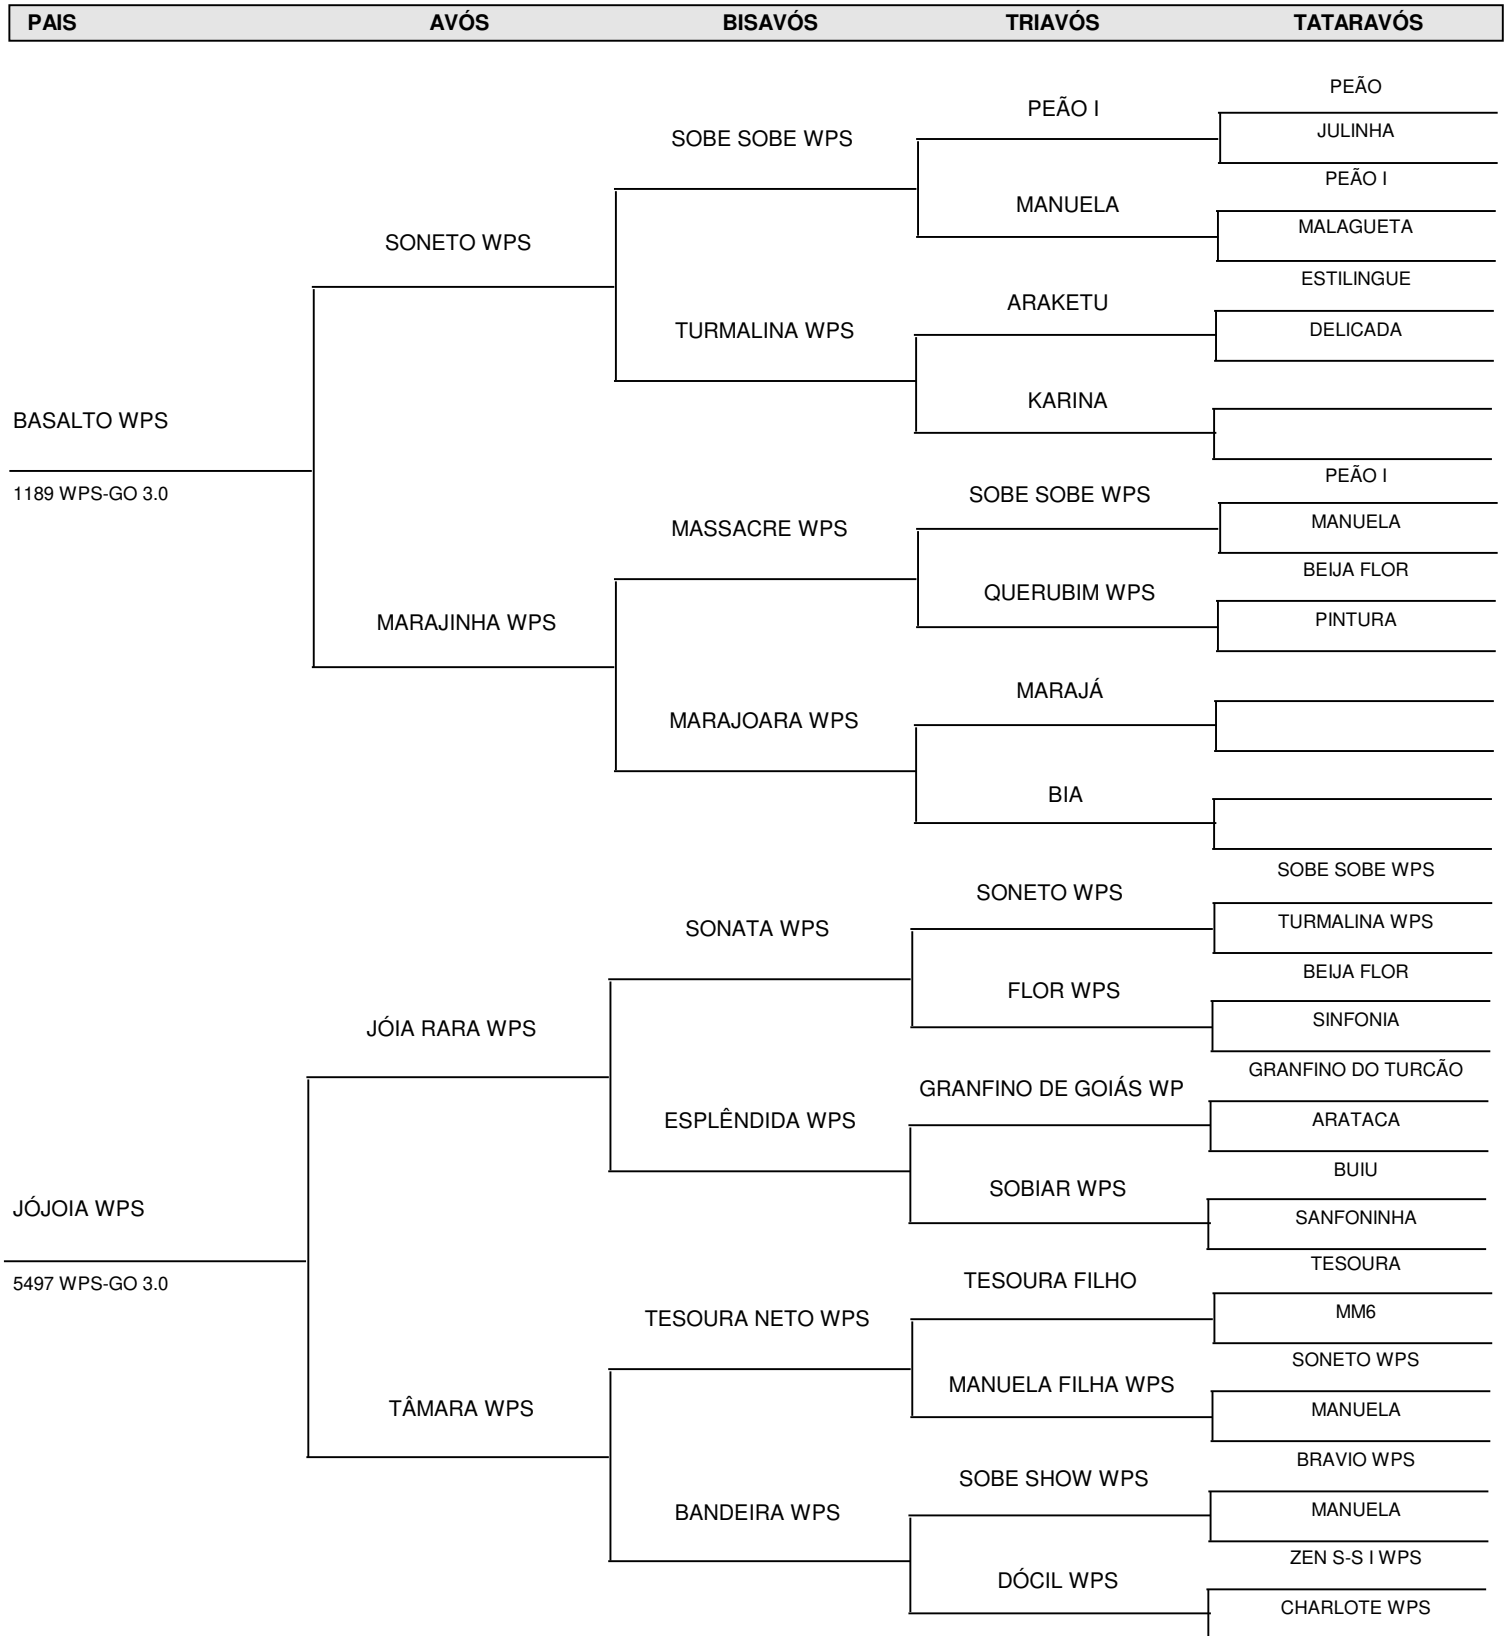 PAIS AVÓS BISAVÓS TRIAVÓS TATARAVÓS
PEÃO
PEÃO I
JULINHA
SOBE SOBE WPS
PEÃO I
MANUELA
MALAGUETA
SONETO WPS
ESTILINGUE
ARAKETU
TURMALINA WPS
DELICADA
KARINA
BASALTO WPS
PEÃO I
1189 WPS-GO 3.0
SOBE SOBE WPS
MASSACRE WPS
MANUELA
BEIJA FLOR
QUERUBIM WPS
MARAJINHA WPS
PINTURA
MARAJÁ
MARAJOARA WPS
BIA
SOBE SOBE WPS
SONETO WPS
SONATA WPS
TURMALINA WPS
BEIJA FLOR
FLOR WPS
JÓIA RARA WPS
SINFONIA
GRANFINO DO TURCÃO
GRANFINO DE GOIÁS WP
ESPLÊNDIDA WPS
ARATACA
BUIU
SOBIAR WPS
JÓJOIA WPS
SANFONINHA
TESOURA
5497 WPS-GO 3.0
TESOURA FILHO
TESOURA NETO WPS
MM6
SONETO WPS
MANUELA FILHA WPS
TÂMARA WPS
MANUELA
BRAVIO WPS
SOBE SHOW WPS
BANDEIRA WPS
MANUELA
ZEN S-S I WPS
DÓCIL WPS
CHARLOTE WPS